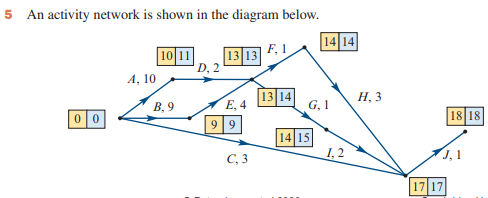 5 An activity network is shown in the diagram below.
14 14
10 11
13 13
F, 1
D, 2
A, 10
13 14
H, 3
B, 9
E, 4
G, 1
0 0
9 9
18 18
14 15
C, 3
I, 2
J, 1
17 17